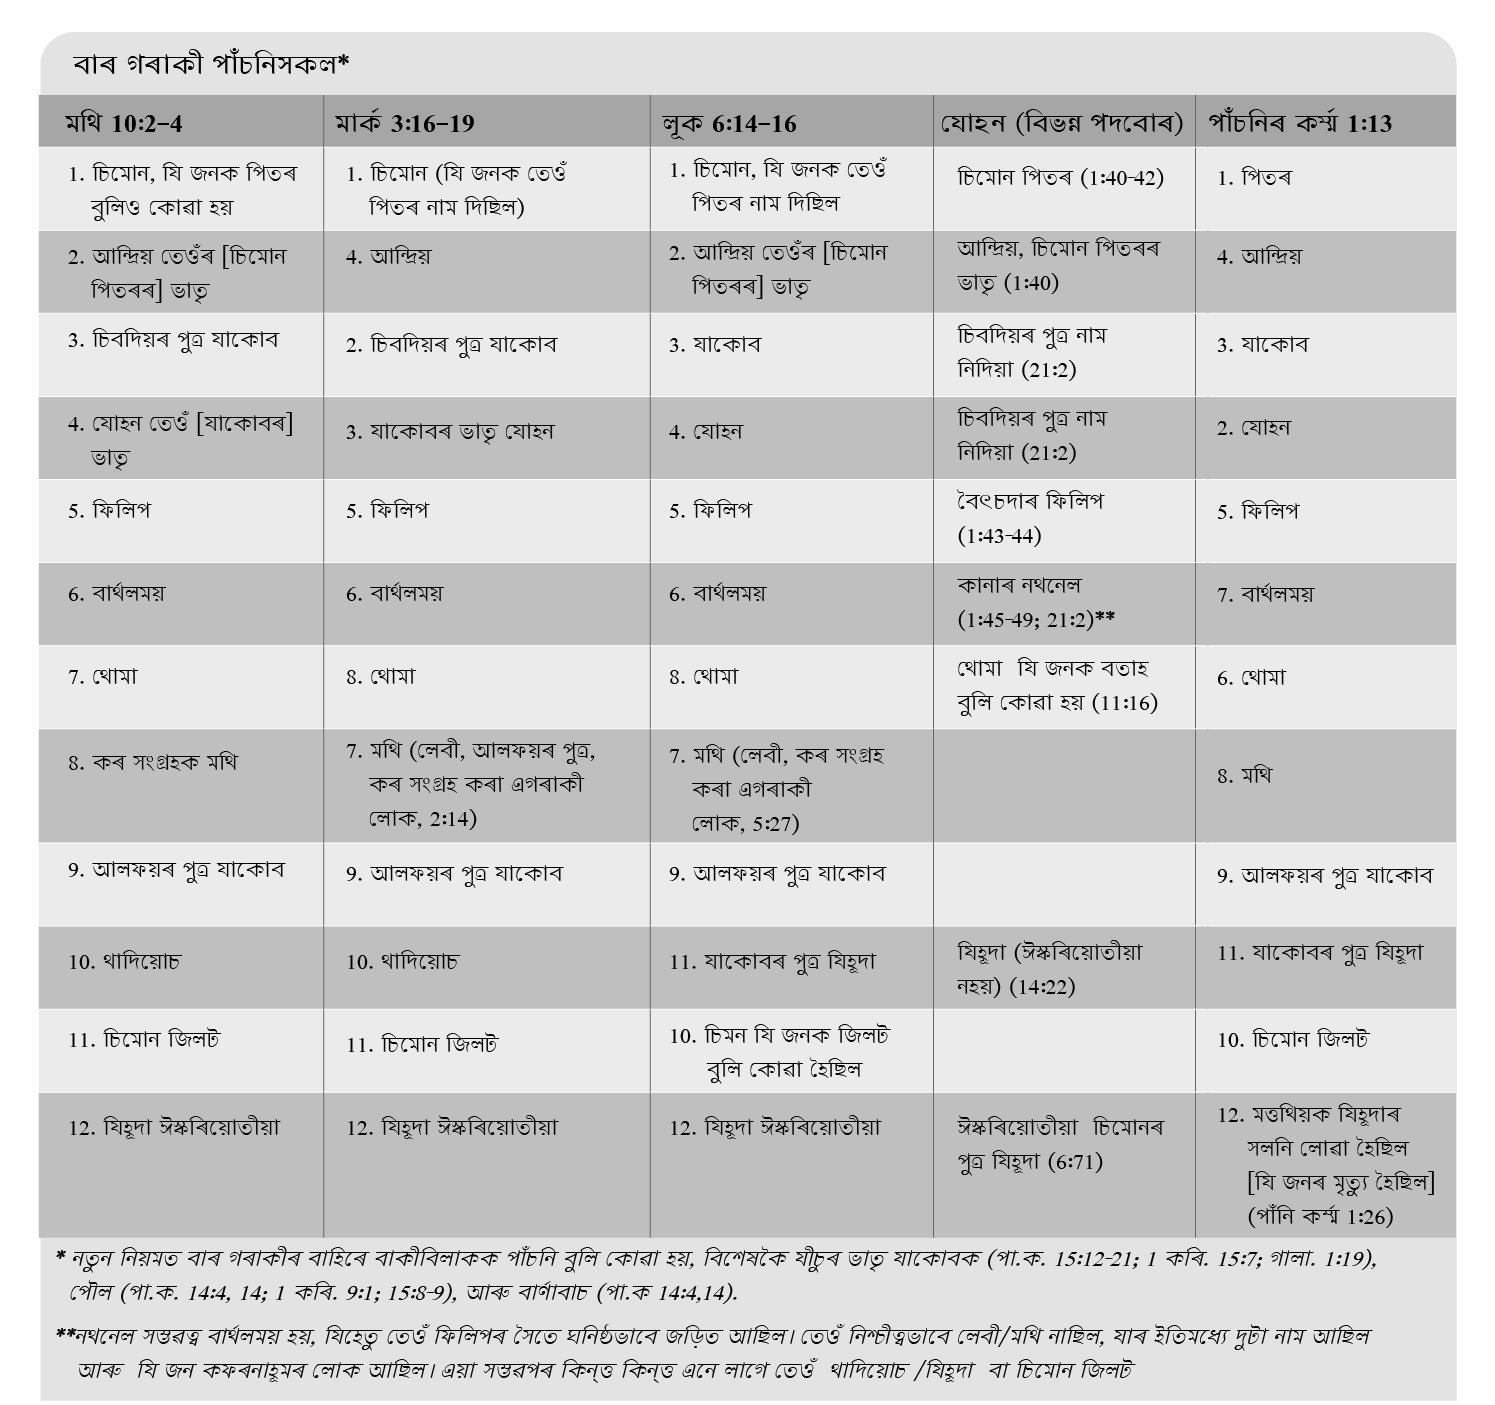 বাৰ গৰাকী পাঁচনিসকল*
মথি 10:2–4
মাৰ্ক 3:16–19
লূক 6:14–16
যোহন (বিভন্ন পদবোৰ)
পাঁচনিৰ কৰ্ম্ম 1:13
1. চিমোন, যি জনক পিতৰ
বুলিও কোৱা হয়
1. চিমোন (যি জনক তেওঁ
পিতৰ নাম দিছিল)
1. চিমোন, যি জনক তেওঁ
পিতৰ নাম দিছিল
চিমোন পিতৰ (1:40-42)
1. পিতৰ
2. আন্দ্ৰিয় তেওঁৰ [চিমোন
পিতৰৰ] ভাতৃ
4. আন্দ্ৰিয়
2. আন্দ্ৰিয় তেওঁৰ [চিমোন
পিতৰৰ] ভাতৃ
আন্দ্ৰিয়, চিমোন পিতৰৰ
ভাতৃ (1:40)
4. আন্দ্ৰিয়
3. চিবদিয়ৰ পুত্ৰ যাকোব
2. চিবদিয়ৰ পুত্ৰ যাকোব
3. যাকোব
চিবদিয়ৰ পুত্ৰ নাম
নিদিয়া (21:2)
3. যাকোব
4. যোহন তেওঁ [যাকোবৰ]
ভাতৃ
3. যাকোবৰ ভাতৃ যোহন
4. যোহন
চিবদিয়ৰ পুত্ৰ নাম
নিদিয়া (21:2)
2. যোহন
5. ফিলিপ
5. ফিলিপ
5. ফিলিপ
বৈৎচদাৰ ফিলিপ
(1:43-44)
5. ফিলিপ
6. বাৰ্থলময়
6. বাৰ্থলময়
6. বাৰ্থলময়
কানাৰ নথনেল
(1:45-49; 21:2)**
7. বাৰ্থলময়
7. থোমা
8. থোমা
8. থোমা
থোমা যি জনক বতাহ
বুলি কোৱা হয় (11:16)
6. থোমা
8. কৰ সংগ্ৰহক মথি
7. মথি (লেবী, আলফয়ৰ পুত্ৰ,
কৰ সংগ্ৰহ কৰা এগৰাকী
লোক, 2:14)
7. মথি (লেবী, কৰ সংগ্ৰহ
কৰা এগৰাকী
লোক, 5:27)
8. মথি
9. আলফয়ৰ পুত্ৰ যাকোব
9. আলফয়ৰ পুত্ৰ যাকোব
9. আলফয়ৰ পুত্ৰ যাকোব
9. আলফয়ৰ পুত্ৰ যাকোব
10. থাদিয়োচ
10. থাদিয়োচ
11. যাকোবৰ পুত্ৰ যিহূদা
যিহূদা (ঈস্কৰিয়োতীয়া
নহয়) (14:22)
11. যাকোবৰ পুত্ৰ যিহূদা
11. চিমোন জিলট
11. চিমোন জিলট
10. চিমন যি জনক জিলট
বুলি কোৱা হৈছিল
10. চিমোন জিলট
12. যিহূদা ঈস্কৰিয়োতীয়া
12. যিহূদা ঈস্কৰিয়োতীয়া
12. যিহূদা ঈস্কৰিয়োতীয়া
ঈস্কৰিয়োতীয়া চিমোনৰ
পুত্ৰ যিহূদা (6:71)
12. মত্তথিয়ক যিহূদাৰ
সলনি লোৱা হৈছিল
[যি জনৰ মৃত্যু হৈছিল]
(পাঁনি কৰ্ম্ম 1:26)
* নতুন নিয়মত বাৰ গৰাকীৰ বাহিৰে বাকীবিলাকক পাঁচনি বুলি কোৱা হয়, বিশেষকৈ যীচুৰ ভাতৃ যাকোবক (পা.ক. 15:12-21; 1 কৰি. 15:7; গালা. 1:19),
পৌল (পা.ক. 14:4, 14; 1 কৰি. 9:1; 15:8-9), আৰু বাৰ্ণাবাচ (পা.ক 14:4,14).
**নথনেল সম্ভৱত্ব বাৰ্থলময় হয়, যিহেতু তেওঁ ফিলিপৰ সৈতে ঘনিষ্ঠভাবে জড়িত আছিল। তেওঁ নিশ্চীত্বভাবে লেবী/মথি নাছিল, যাৰ ইতিমধ্যে দুটা নাম আছিল
আৰু যি জন কফৰনাহূমৰ লোক আছিল। এয়া সম্ভৱপৰ কিন্ত্ত কিন্ত্ত এনে লাগে তেওঁ থাদিয়োচ /যিহূদা বা চিমোন জিলট